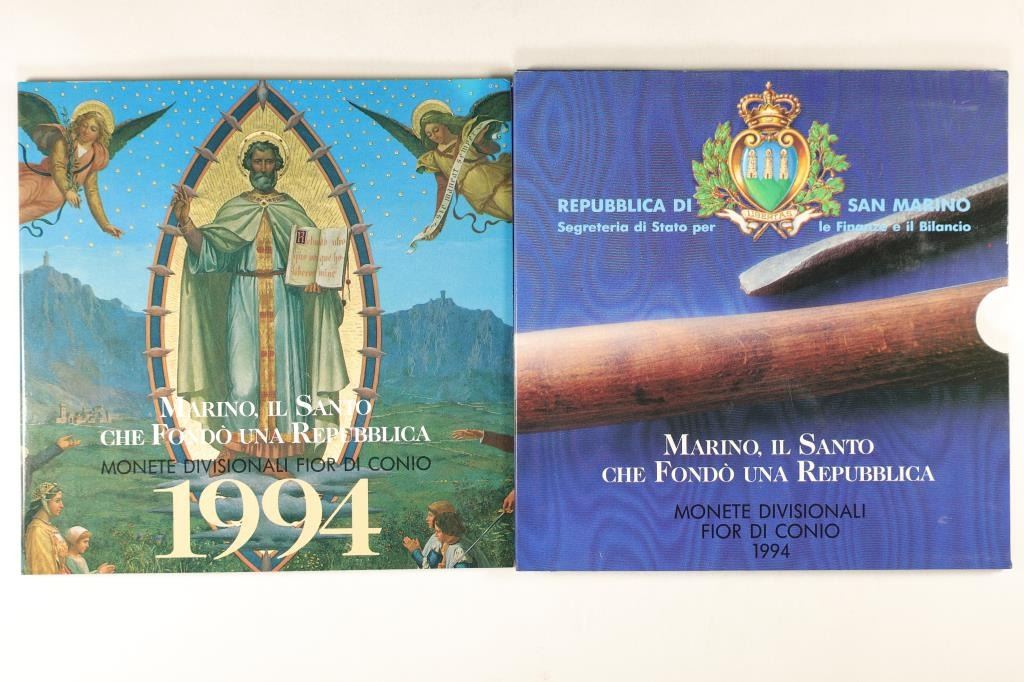 MARINO, IL SANTO
CHE FONDÒ UNA REPUBBLICA
MONETE DIVISIONALI FIOR DI CONIO
1994
LIBERTAS
REPUBBLICA DI SAN MARINO
Segreteria di Stato per le Finanze e il Bilancio
MARINO, IL SANTO
CHE FONDÒ UNA REPUBBLICA
MONETE DIVISIONALI
FIOR DI CONIO
1994